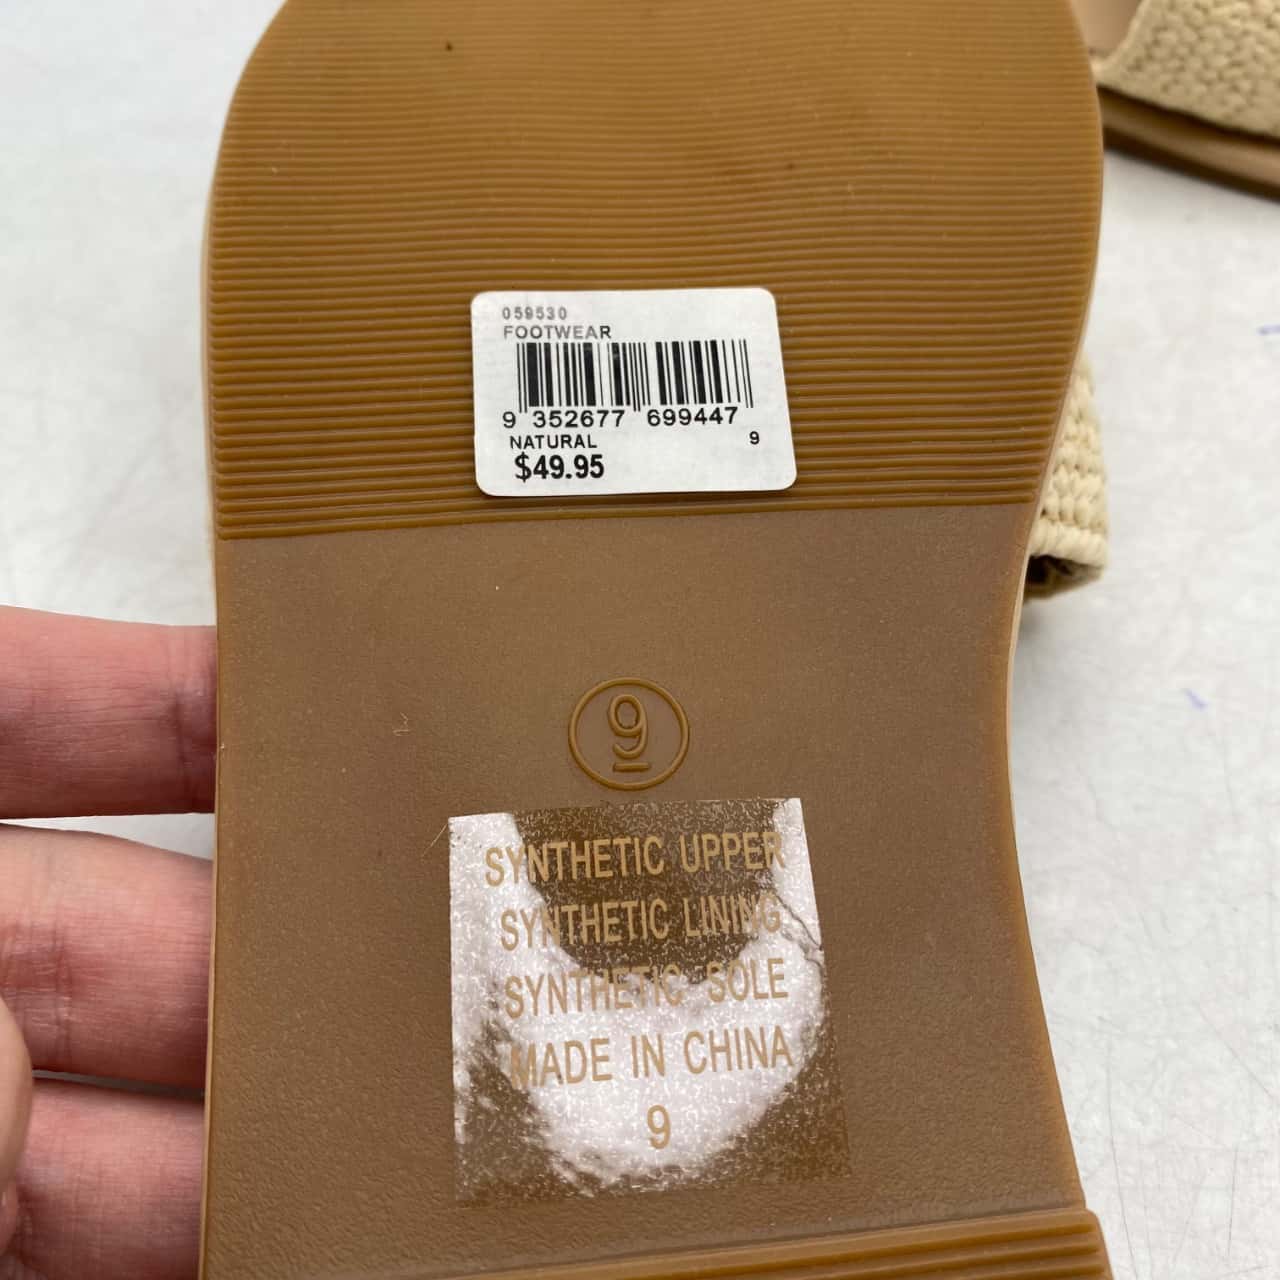 059530
FOOTWEAR
9 352677 699447
NATURAL 9
$49.95
9
SYNTHETIC UPPER
SYNTHETIC LINING
SYNTHETIC SOLE
MADE IN CHINA
9